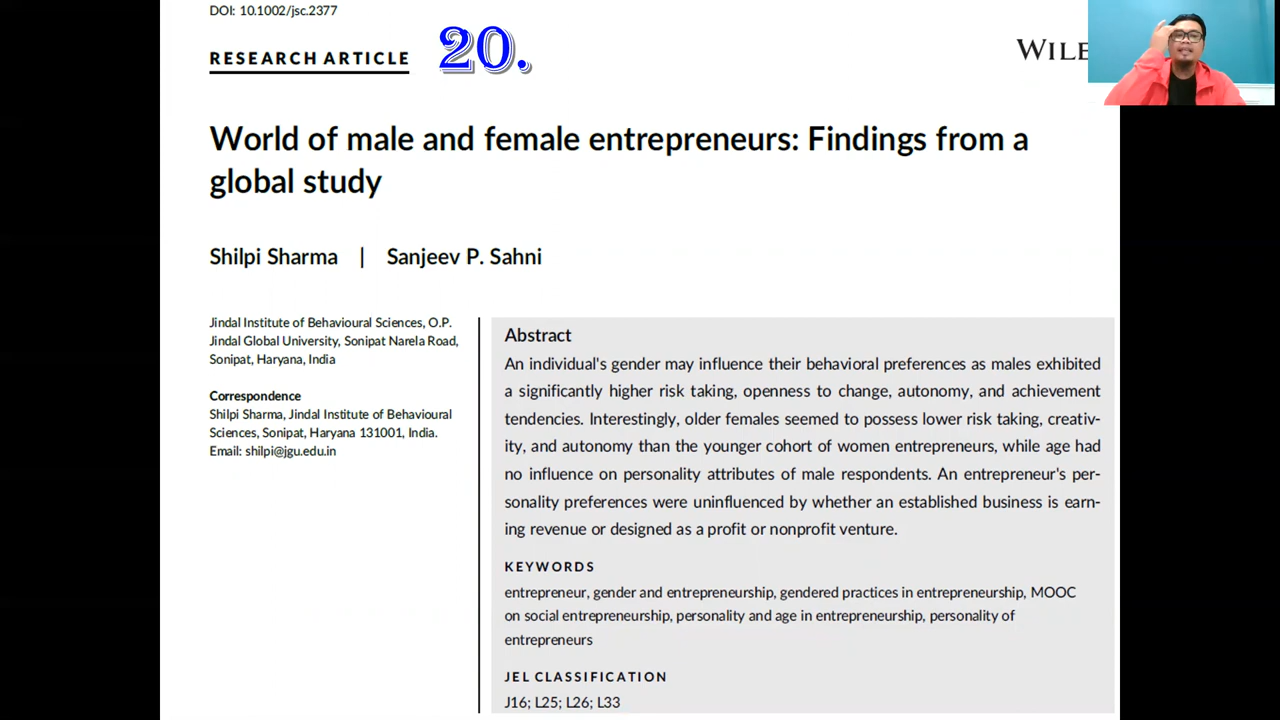 DOI: 10.1002/jsc.2377
RESEARCH ARTICLE
20.
World of male and female entrepreneurs: Findings from a
global study
Shilpi Sharma | Sanjeev P. Sahni
Jindal Institute of Behavioural Sciences, O.P.
Jindal Global University, Sonipat Narela Road,
Sonipat, Haryana, India
Correspondence
Shilpi Sharma, Jindal Institute of Behavioural
Sciences, Sonipat, Haryana 131001, India.
Email: shilpi@jgu.edu.in
Abstract
An individual's gender may influence their behavioral preferences as males exhibited
a significantly higher risk taking, openness to change, autonomy, and achievement
tendencies. Interestingly, older females seemed to possess lower risk taking, creativ-
ity, and autonomy than the younger cohort of women entrepreneurs, while age had
no influence on personality attributes of male respondents. An entrepreneur's per-
sonality preferences were uninfluenced by whether an established business is earn-
ing revenue or designed as a profit or nonprofit venture.
KEYWORDS
entrepreneur, gender and entrepreneurship, gendered practices in entrepreneurship, MOOC
on social entrepreneurship, personality and age in entrepreneurship, personality of
entrepreneurs
JEL CLASSIFICATION
J16; L25; L26; L33